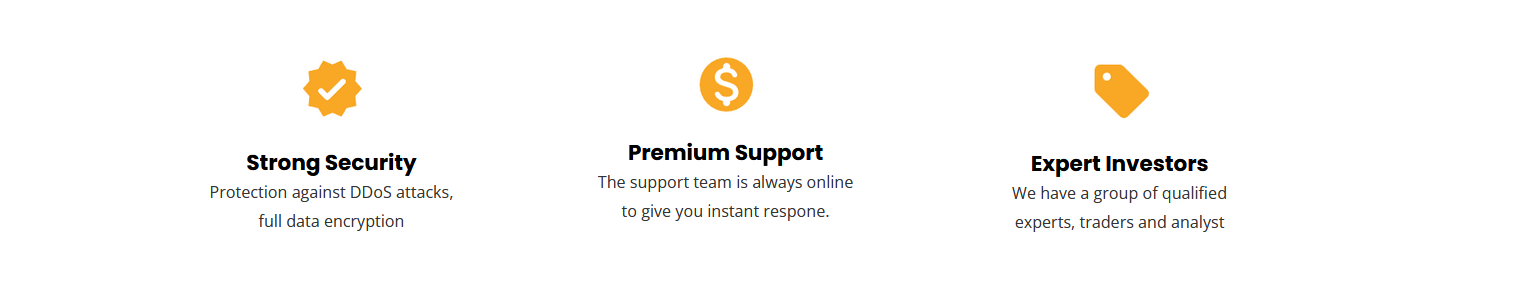 Strong Security
Protection against DDoS attacks,
full data encryption
Premium Support
The support team is always online
to give you instant respone.
Expert Investors
We have a group of qualified
experts, traders and analyst